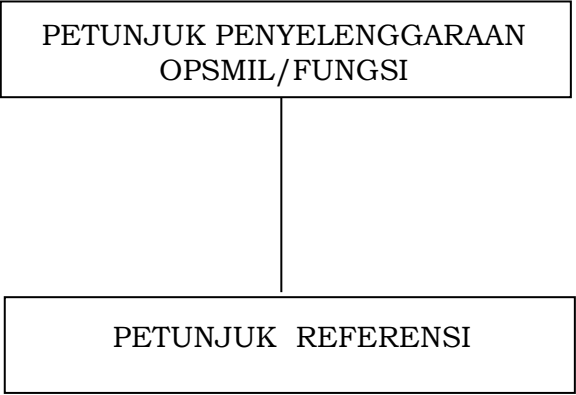 PETUNJUK PENYELENGGARAAN
OPSMIL/FUNGSI
PETUNJUK REFERENSI